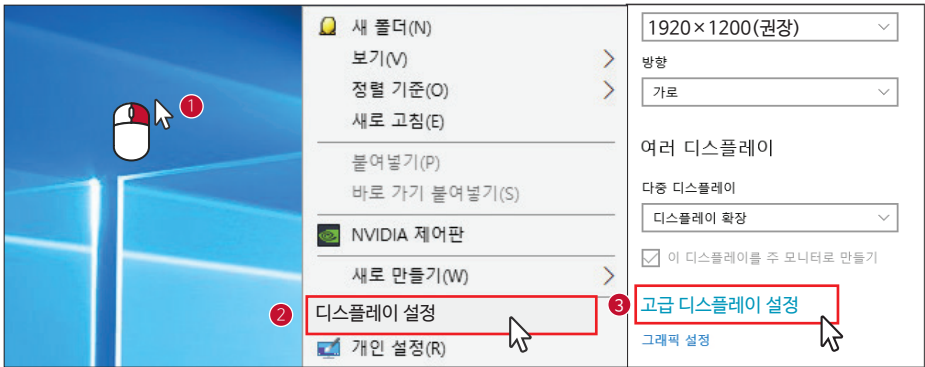 1
새 폴더(N)
보기(V)
정렬 기준(O)
새로 고침(E)
붙여넣기(P)
바로 가기 붙여넣기(S)
NVIDIA 제어판
새로 만들기(W)
2 디스플레이 설정
개인 설정(R)
1920×1200(권장)
방향
가로
여러 디스플레이
다중 디스플레이
디스플레이 확장
이 디스플레이를 주 모니터로 만들기
3 고급 디스플레이 설정
그래픽 설정